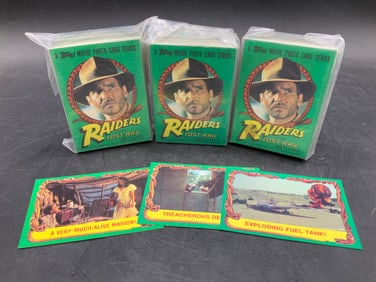 A Topps MOVIE PHOTO CARD SERIES
RAIDERS
LOST ARK
A Topps MOVIE PHOTO CARD SERIES
RAIDERS
LOST ARK
A Topps MOVIE PHOTO CARD SERIES
RAIDERS
LOST ARK
A VERY-MUCH-ALIVE MARION!
TREACHEROUS DE
EXPLODING FUEL TANK!